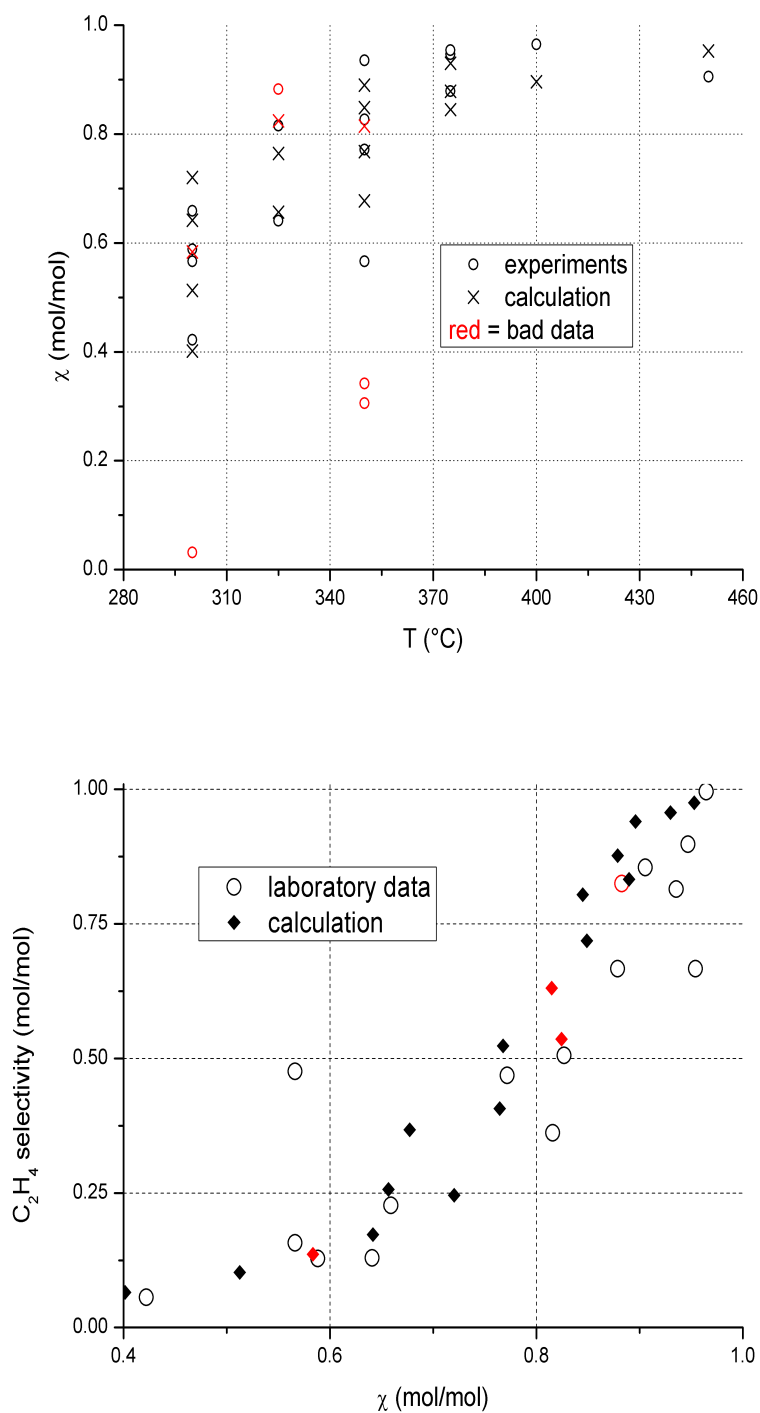 1.0
0.8
0.6
0.4
0.2
0.0
χ (mol/mol)
experiments
calculation
red = bad data
280 310 340 370 400 430 460
T (°C)
1.00
0.75
0.50
0.25
0.00
C₂H₄ selectivity (mol/mol)
laboratory data
calculation
0.4 0.6 0.8 1.0
χ (mol/mol)